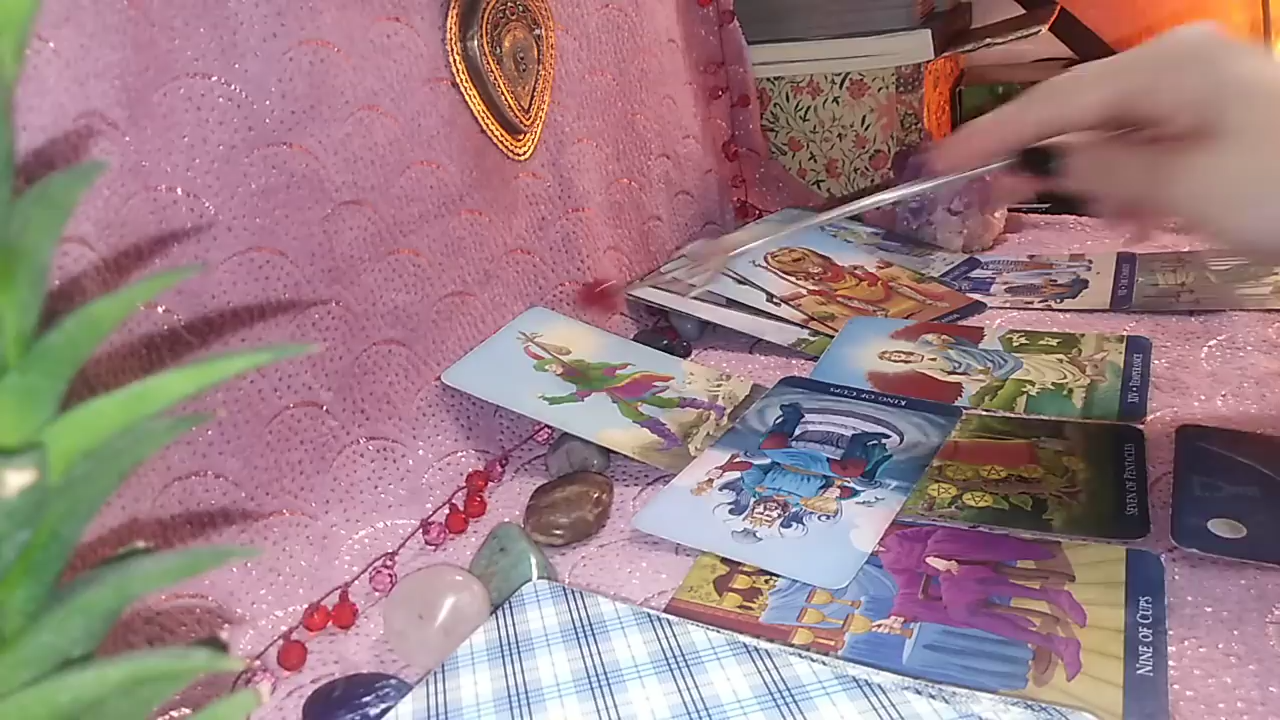 KING OF CUPS
XIV • TEMPERANCE
SEVEN OF PENTACLES
NINE OF CUPS